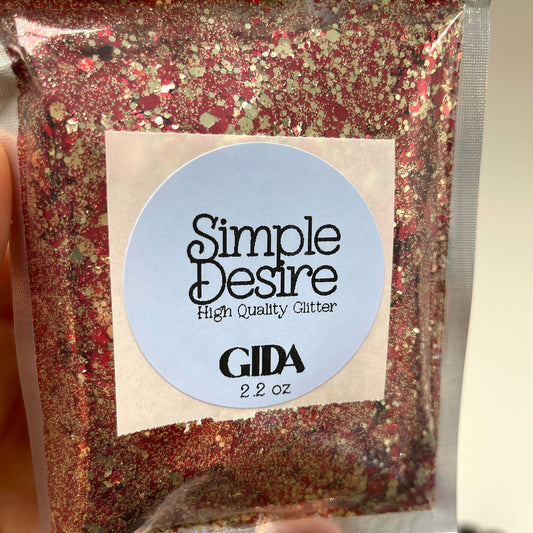 Simple
Desire
High Quality Glitter
GIDA
2.2 oz